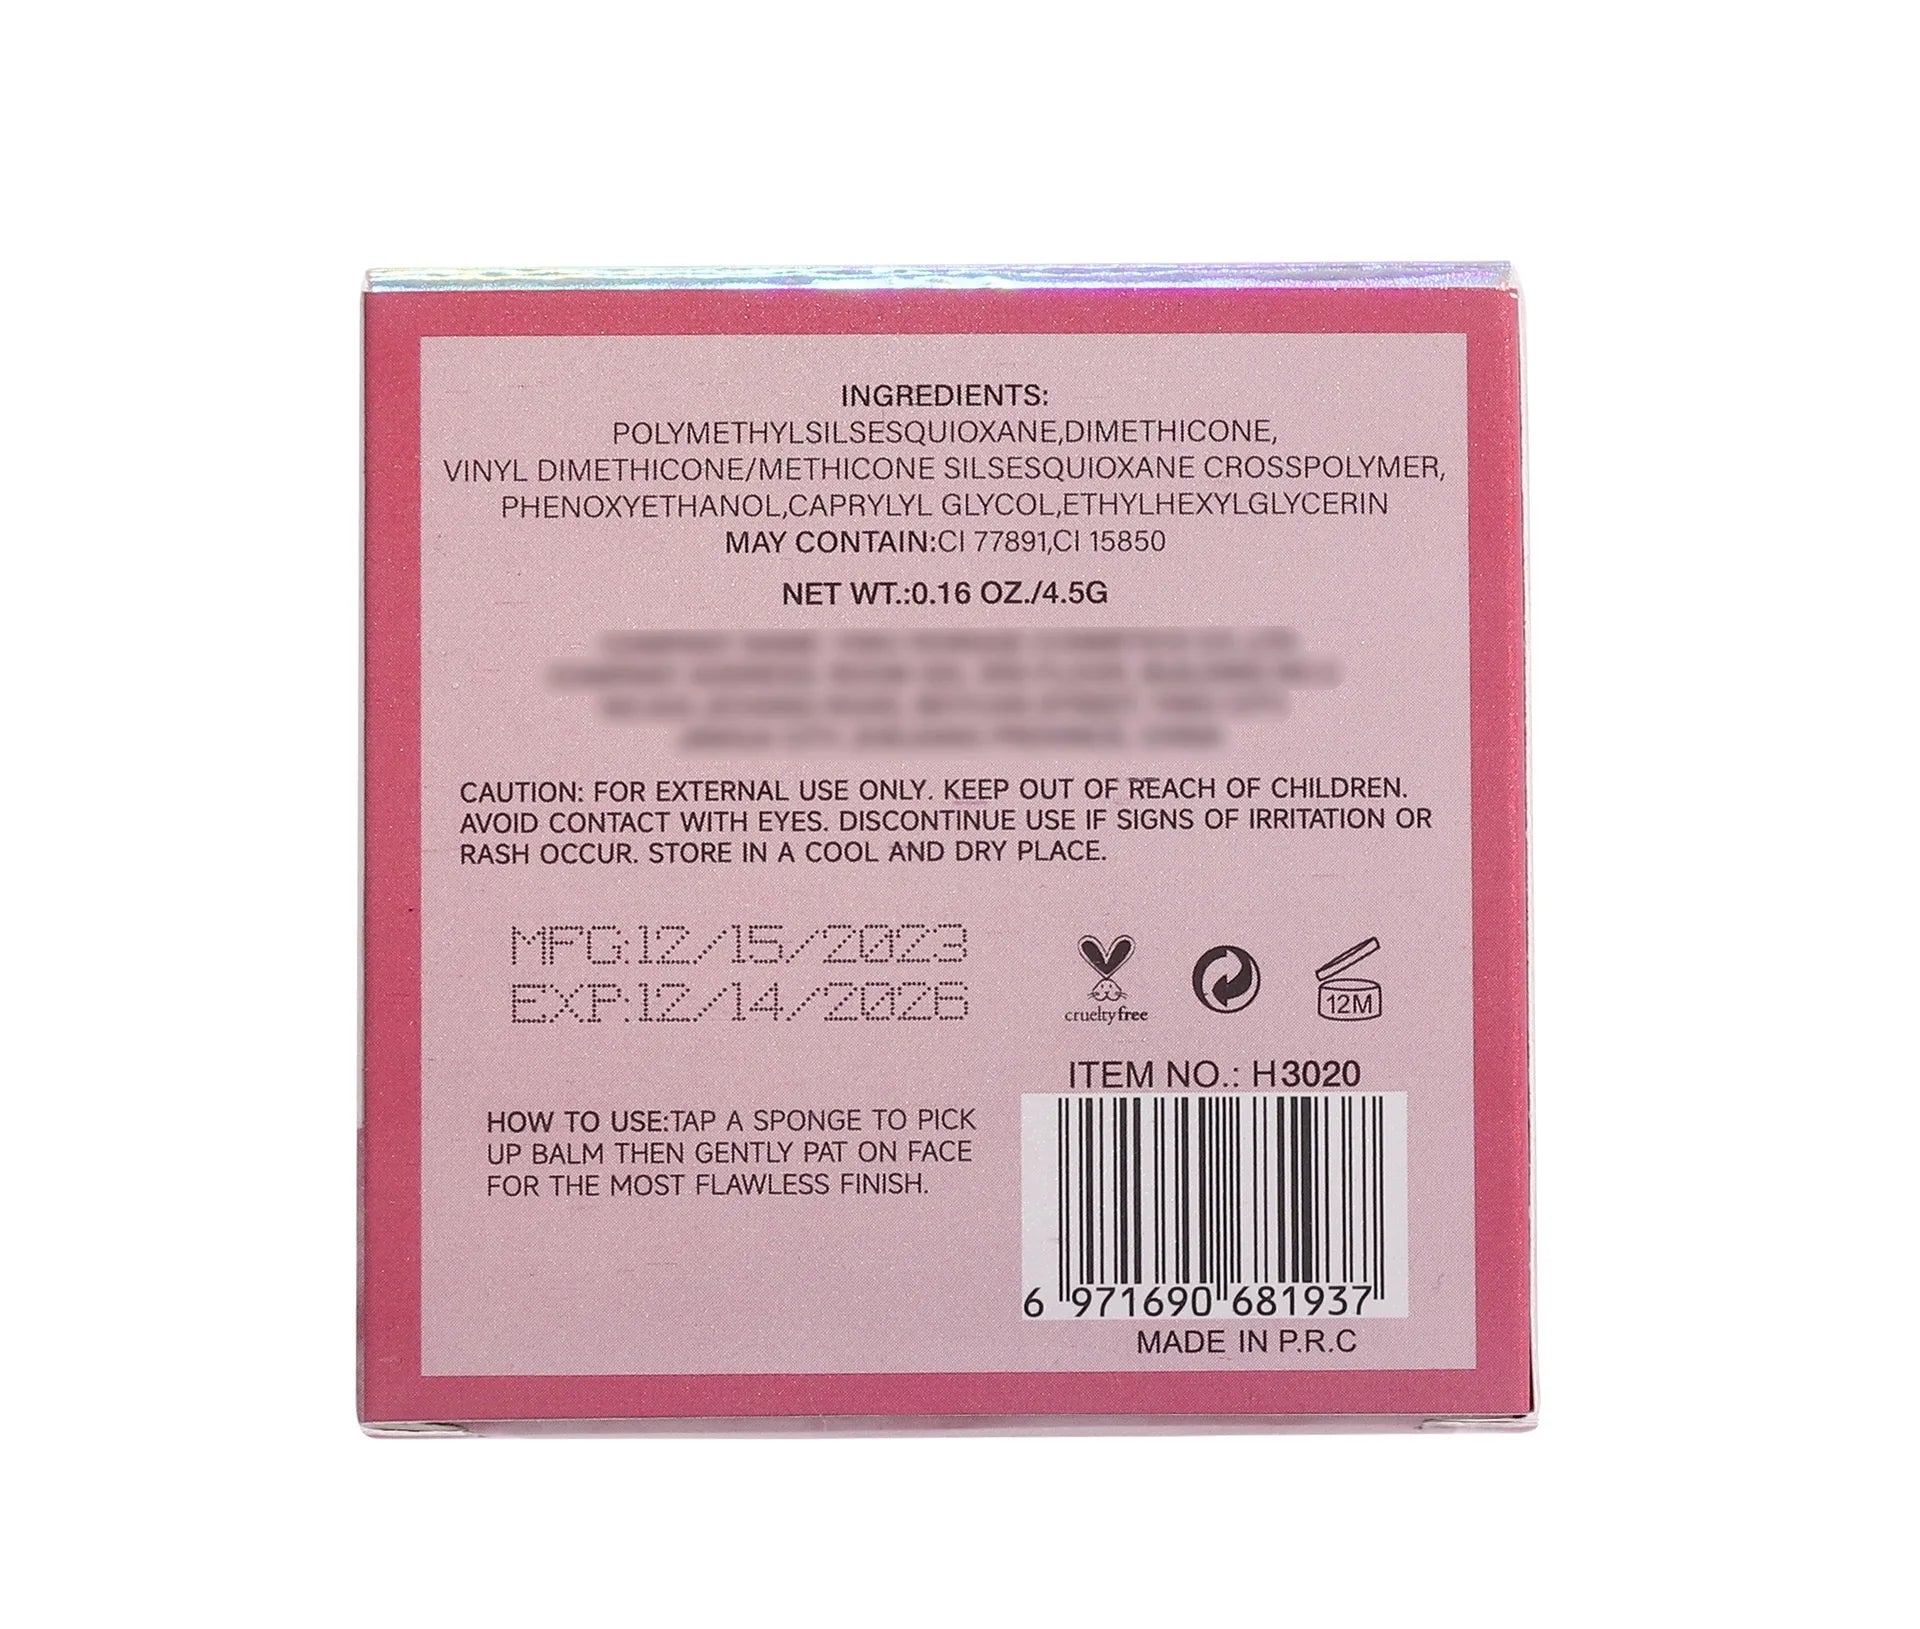 INGREDIENTS:
POLYMETHYLSILSESQUIOXANE,DIMETHICONE,
VINYL DIMETHICONE/METHICONE SILSESQUIOXANE CROSSPOLYMER,
PHENOXYETHANOL,CAPRYLYL GLYCOL,ETHYLHEXYLGLYCERIN
MAY CONTAIN:CI 77891,CI 15850
NET WT.:0.16 OZ./4.5G
CAUTION: FOR EXTERNAL USE ONLY. KEEP OUT OF REACH OF CHILDREN.
AVOID CONTACT WITH EYES. DISCONTINUE USE IF SIGNS OF IRRITATION OR
RASH OCCUR. STORE IN A COOL AND DRY PLACE.
MFG:12/15/2023
EXP:12/14/2026
crueltyfree
12M
ITEM NO.: H3020
HOW TO USE:TAP A SPONGE TO PICK
UP BALM THEN GENTLY PAT ON FACE
FOR THE MOST FLAWLESS FINISH.
6 971690 681937
MADE IN P.R.C